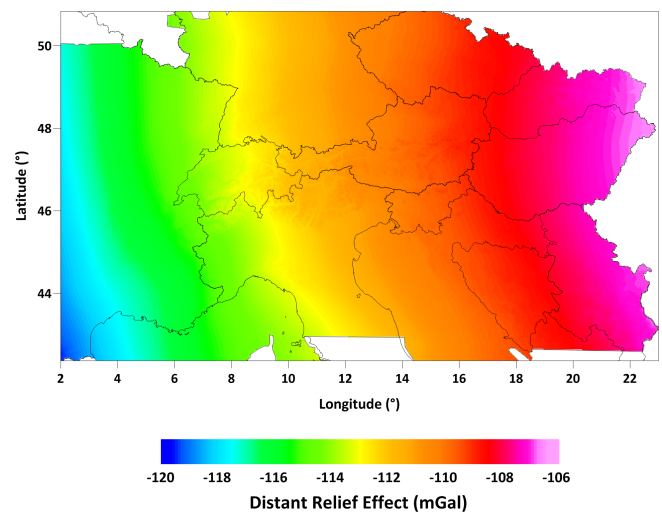 50
48
46
44
Latitude (°)
2 4 6 8 10 12 14 16 18 20 22
Longitude (°)
-120 -118 -116 -114 -112 -110 -108 -106
Distant Relief Effect (mGal)